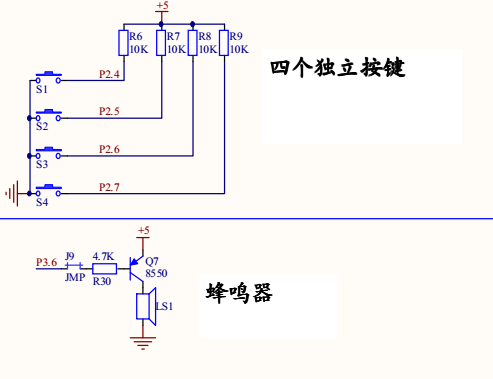 +5
R6 R7 R8 R9
10K 10K 10K 10K
四个独立按键
P2.4
S1
P2.5
S2
P2.6
S3
P2.7
S4
+5
P3.6 J9 4.7K Q7
JMP R30 8550
LS1
蜂鸣器